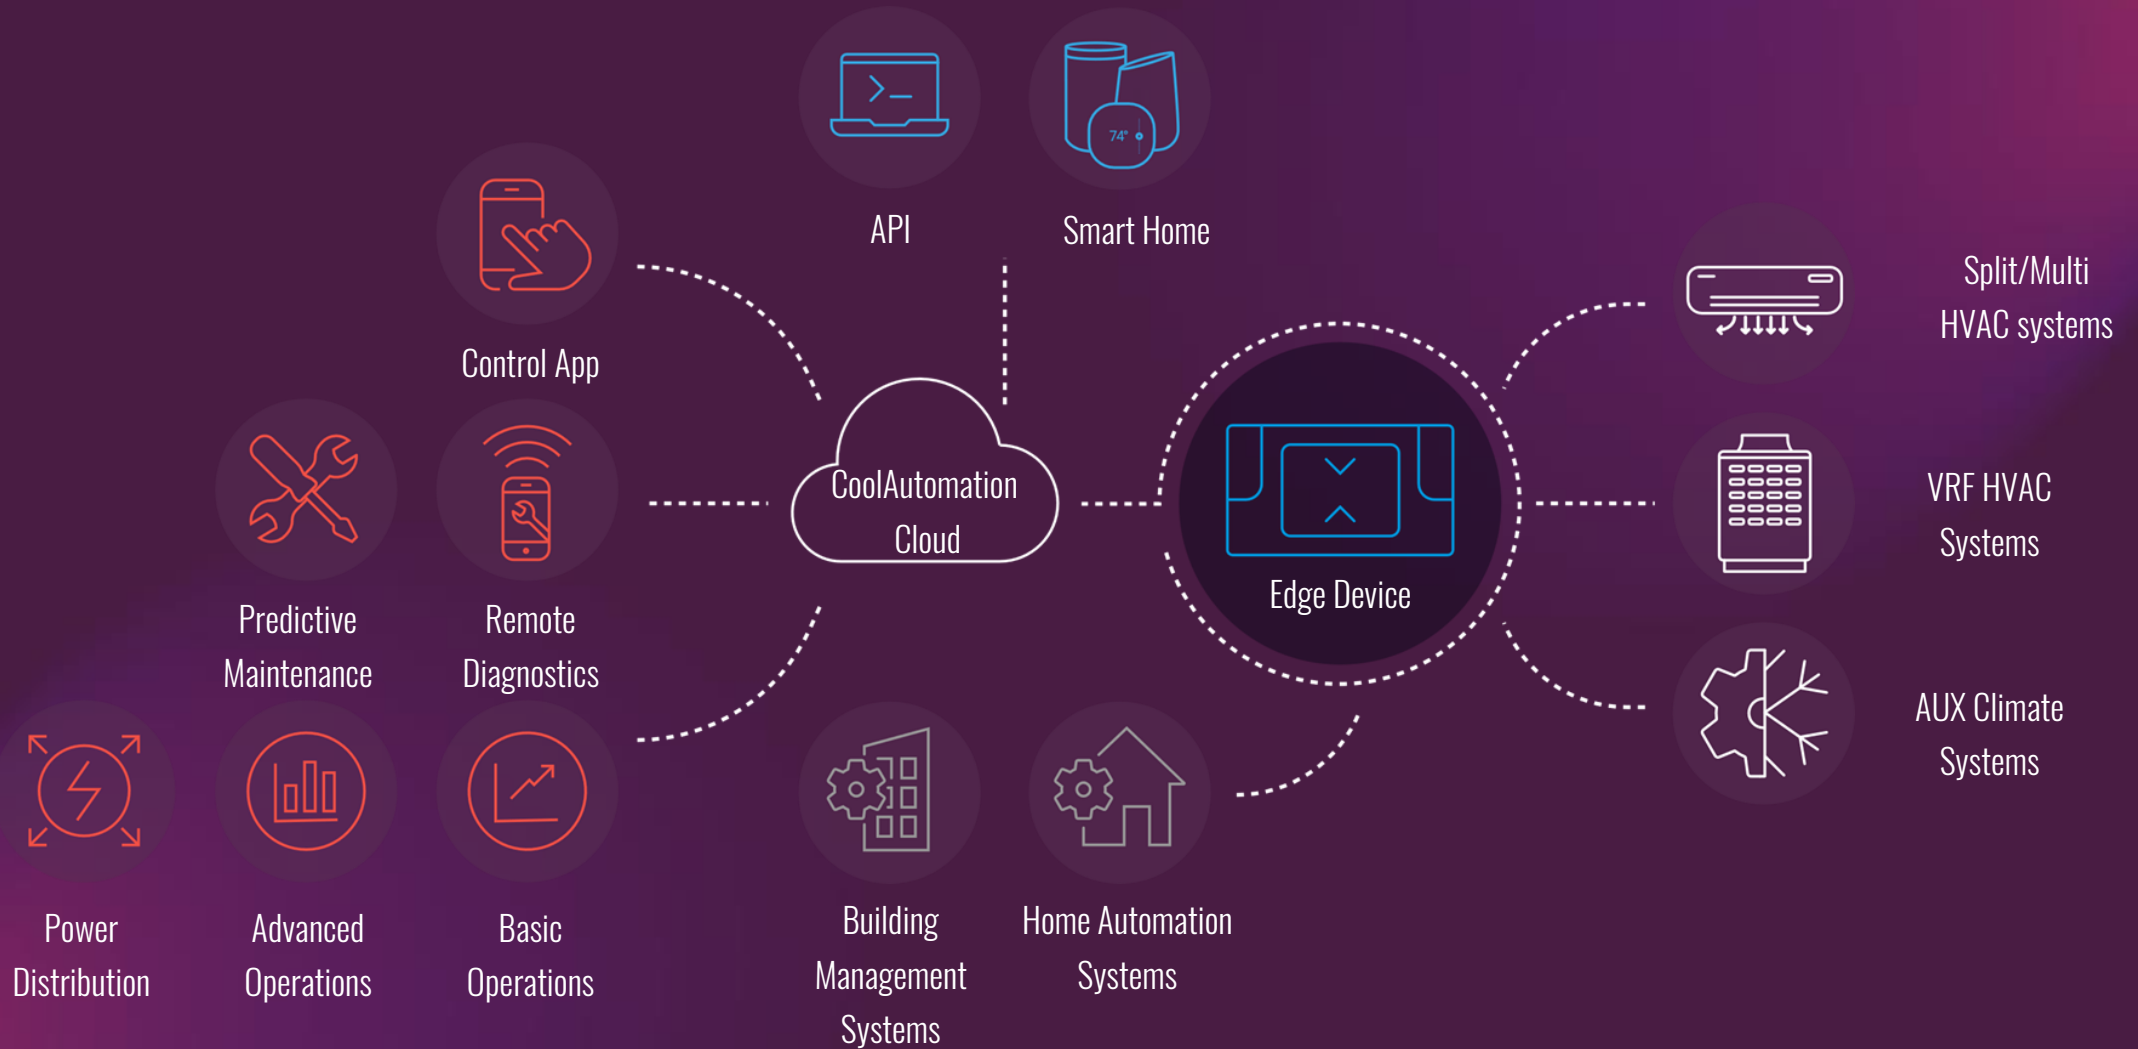 74°
API
Smart Home
Control App
Split/Multi
HVAC systems
CoolAutomation
Cloud
VRF HVAC
Systems
Edge Device
Predictive
Maintenance
Remote
Diagnostics
AUX Climate
Systems
Power
Distribution
Advanced
Operations
Basic
Operations
Building
Management
Systems
Home Automation
Systems